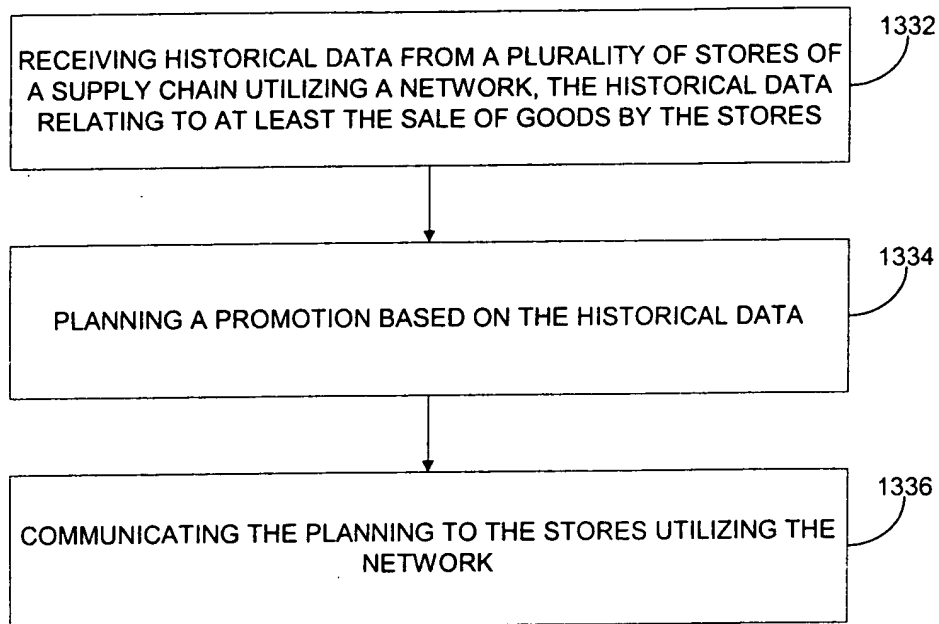 1332
RECEIVING HISTORICAL DATA FROM A PLURALITY OF STORES OF
A SUPPLY CHAIN UTILIZING A NETWORK, THE HISTORICAL DATA
RELATING TO AT LEAST THE SALE OF GOODS BY THE STORES
1334
PLANNING A PROMOTION BASED ON THE HISTORICAL DATA
1336
COMMUNICATING THE PLANNING TO THE STORES UTILIZING THE
NETWORK